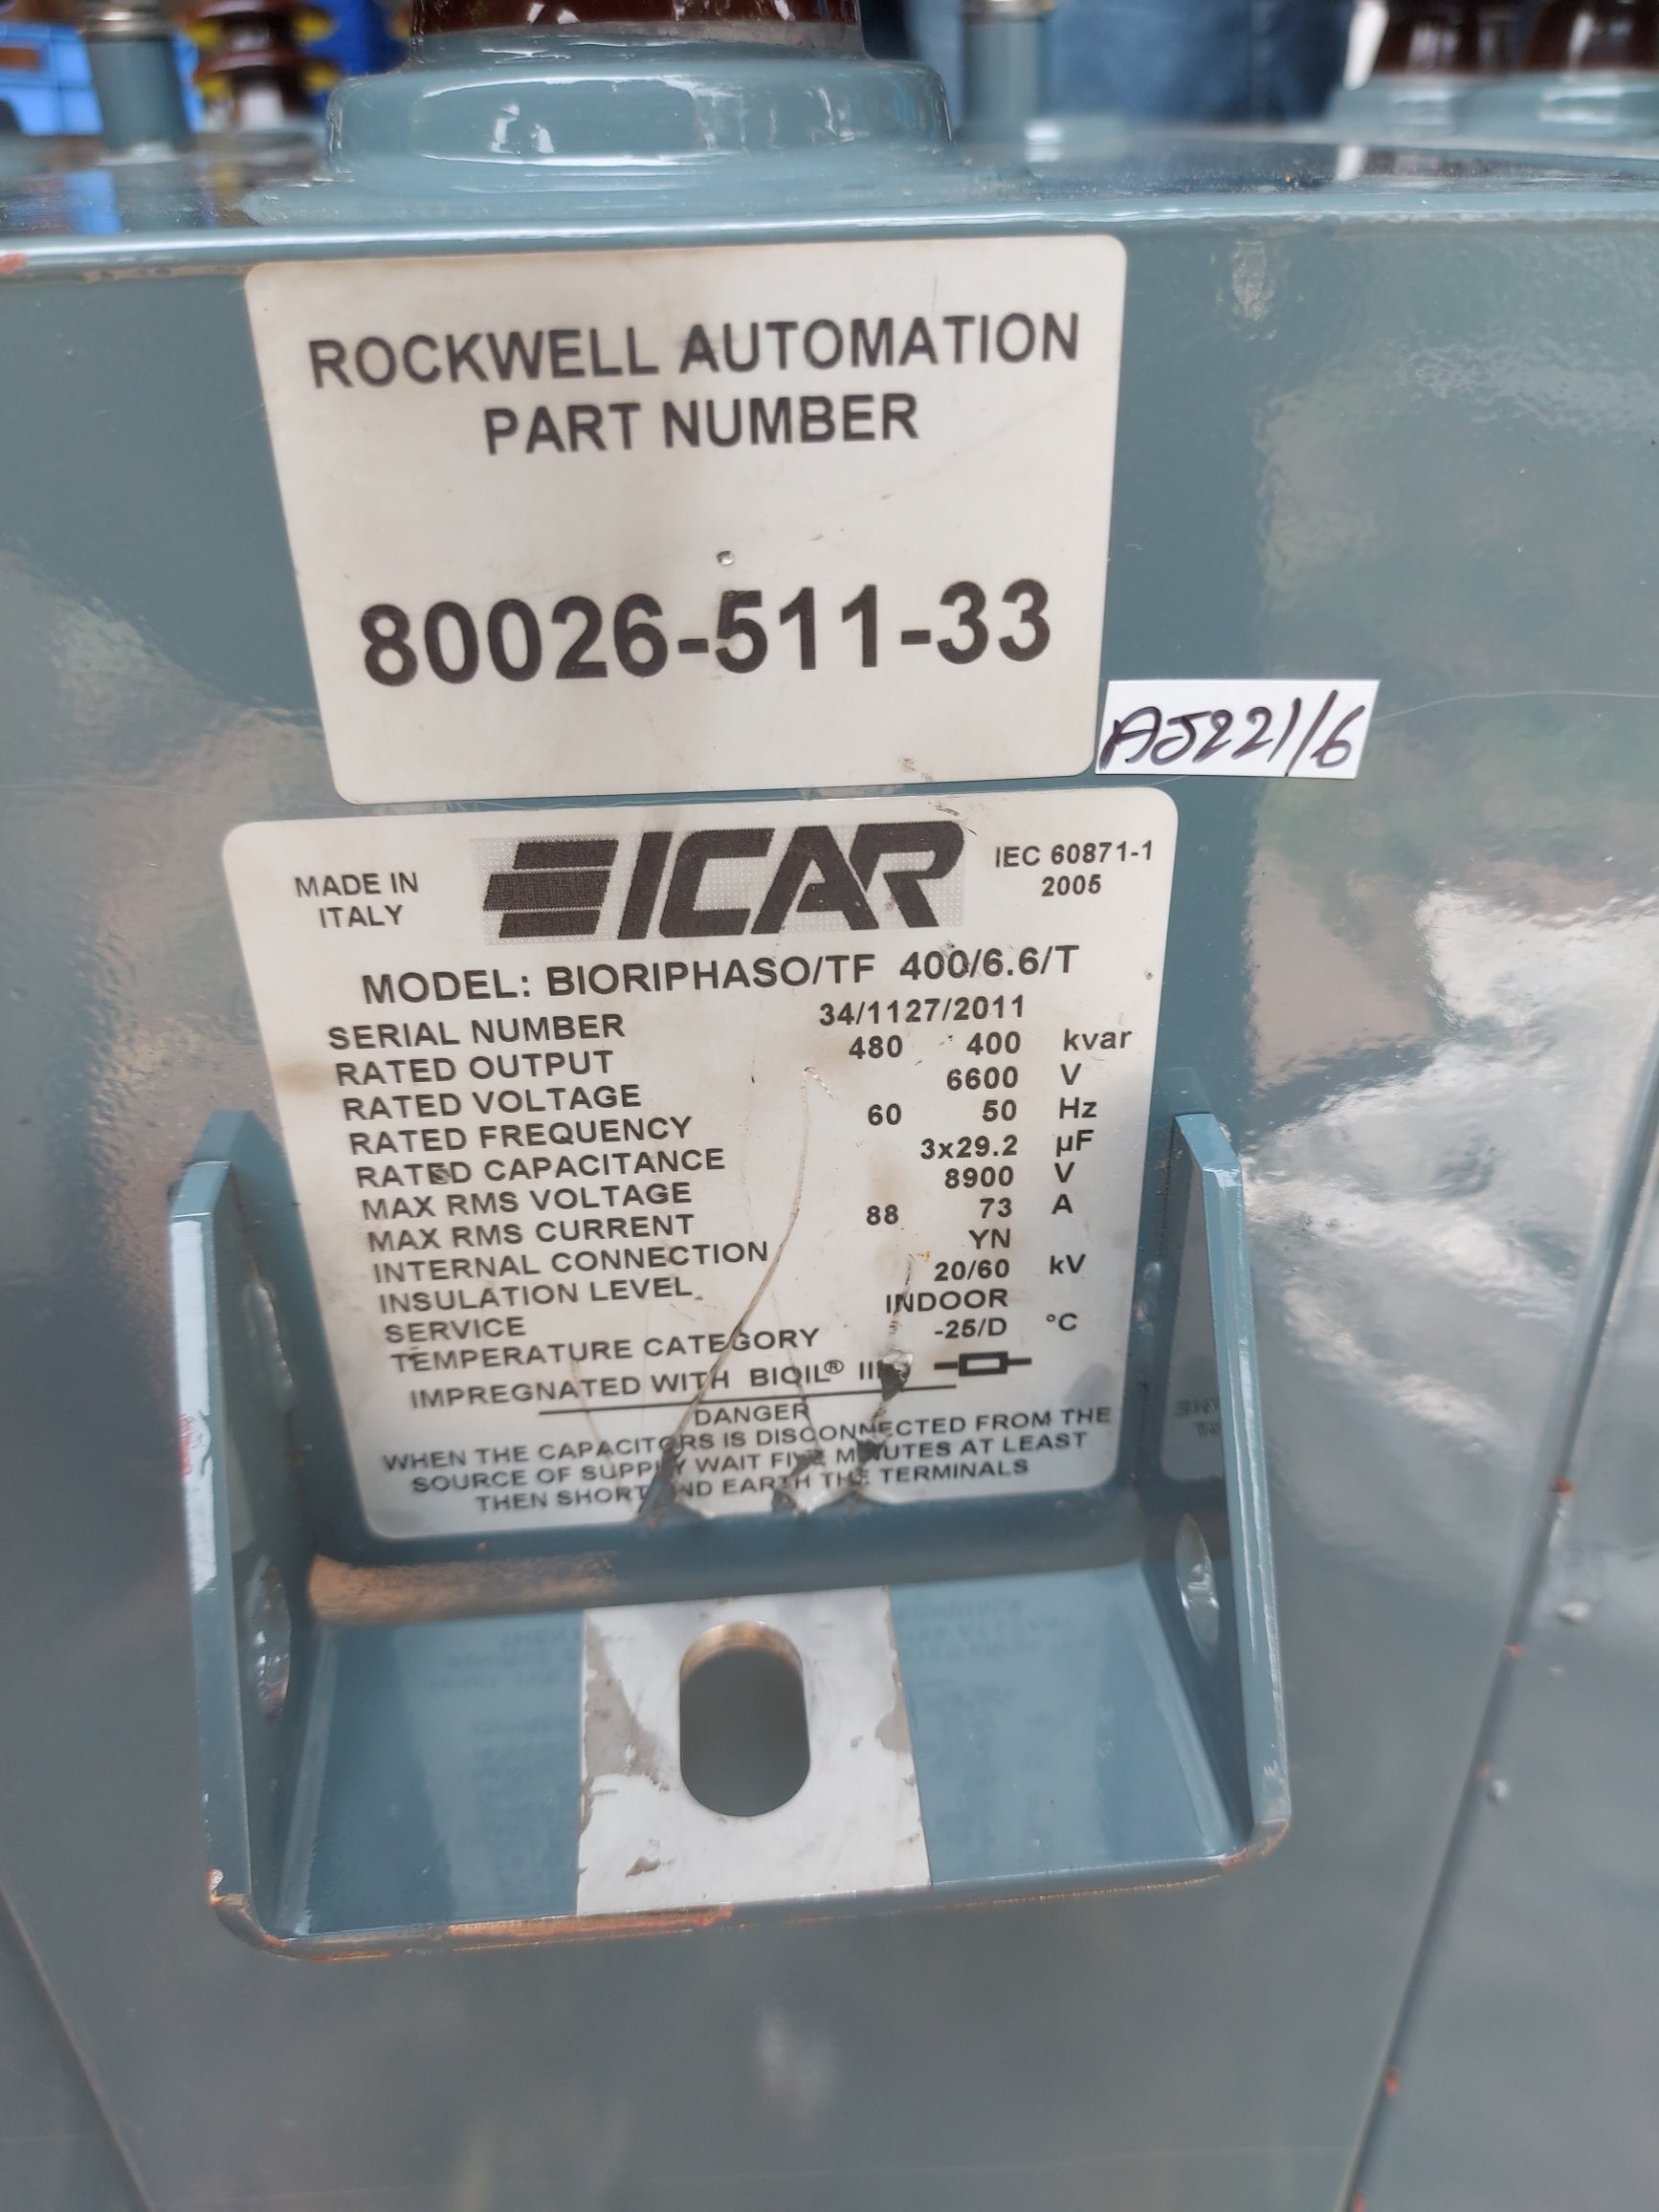 ROCKWELL AUTOMATION
PART NUMBER
80026-511-33
AJ221/6
MADE IN
ITALY
ICAR
IEC 60871-1
2005
MODEL: BIORIPHASO/TF 400/6.6/T
SERIAL NUMBER 34/1127/2011
RATED OUTPUT 480 400 kvar
RATED VOLTAGE 6600 V
RATED FREQUENCY 60 50 Hz
RATED CAPACITANCE 3x29.2 µF
MAX RMS VOLTAGE 8900 V
MAX RMS CURRENT 88 73 A
INTERNAL CONNECTION YN
INSULATION LEVEL 20/60 kV
SERVICE INDOOR
TEMPERATURE CATEGORY -25/D °C
IMPREGNATED WITH BIOIL®
DANGER
WHEN THE CAPACITORS IS DISCONNECTED FROM THE
SOURCE OF SUPPLY WAIT FIVE MINUTES AT LEAST
THEN SHORT AND EARTH THE TERMINALS